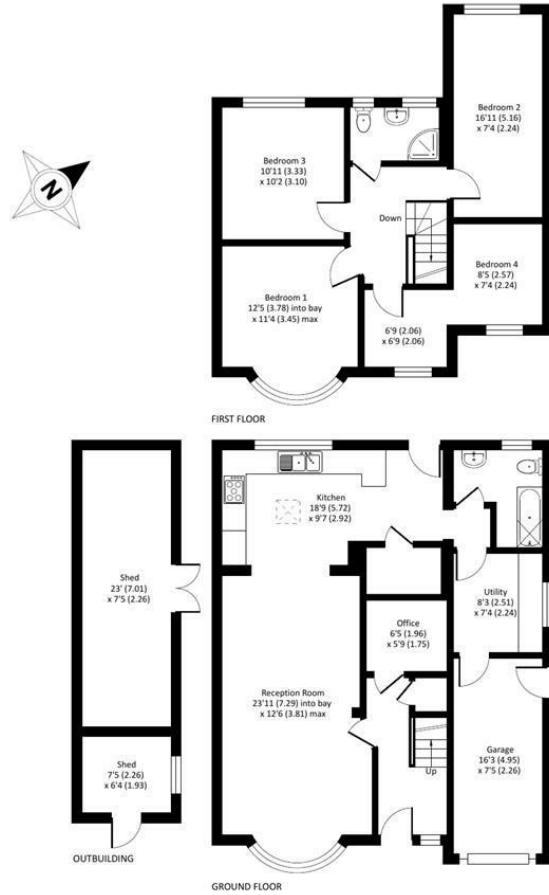 Bedroom 2
16'11 (5.16)
x 7'4 (2.24)
Bedroom 3
10'11 (3.33)
x 10'2 (3.10)
N
Down
Bedroom 4
8'5 (2.57)
x 7'4 (2.24)
Bedroom 1
12'5 (3.78) into bay
x 11'4 (3.45) max
6'9 (2.06)
x 6'9 (2.06)
FIRST FLOOR
Kitchen
18'9 (5.72)
x 9'7 (2.92)
Shed
23' (7.01)
x 7'5 (2.26)
Utility
8'3 (2.51)
x 7'4 (2.24)
Office
6'5 (1.96)
x 5'9 (1.75)
Reception Room
23'11 (7.29) into bay
x 12'6 (3.81) max
Garage
16'3 (4.95)
x 7'5 (2.26)
Shed
7'5 (2.26)
x 6'4 (1.93)
Up
OUTBUILDING
GROUND FLOOR